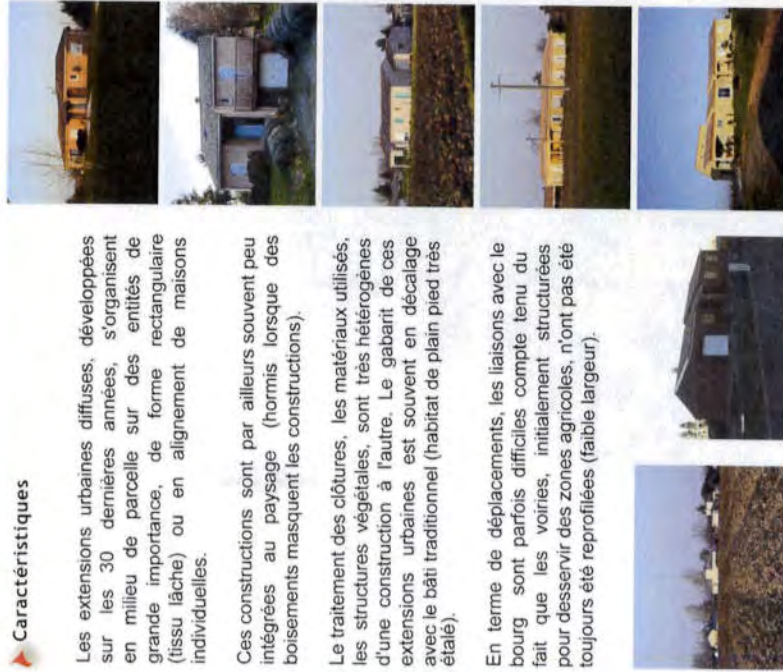 Caractéristiques
Les extensions urbaines diffuses, développées
sur les 30 dernières années, s'organisent
en milieu de parcelle sur des entités de
grande importance, de forme rectangulaire
(tissu lâche) ou en alignement de maisons
individuelles.
Ces constructions sont par ailleurs souvent peu
intégrées au paysage (hormis lorsque des
boisements masquent les constructions).
Le traitement des clôtures, les matériaux utilisés,
les structures végétales, sont très hétérogènes
d'une construction à l'autre. Le gabarit de ces
extensions urbaines est souvent en décalage
avec le bâti traditionnel (habitat de plain pied très
étalé).
En terme de déplacements, les liaisons avec le
bourg sont parfois difficiles compte tenu du
fait que les voiries, initialement structurées
pour desservir des zones agricoles, n'ont pas été
toujours été reprofilées (faible largeur).